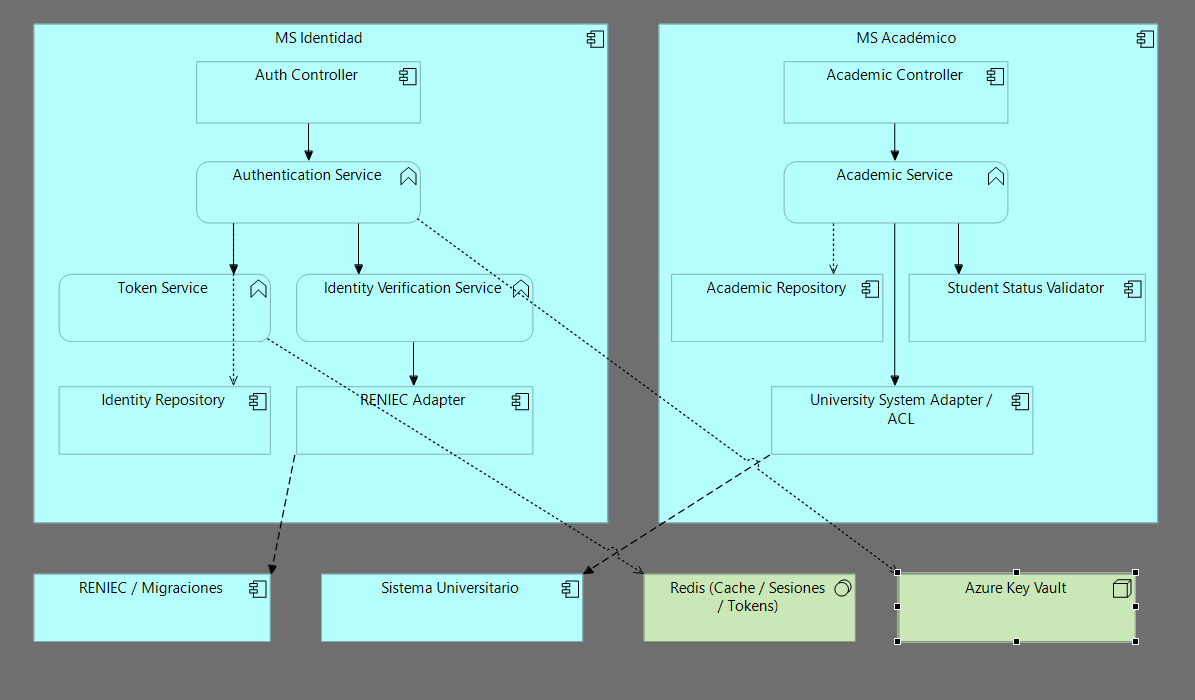 MS Identidad
Auth Controller
Authentication Service
Token Service
Identity Verification Service
Identity Repository
RENIEC Adapter
MS Académico
Academic Controller
Academic Service
Academic Repository
Student Status Validator
University System Adapter /
ACL
RENIEC / Migraciones
Sistema Universitario
Redis (Cache / Sesiones
/ Tokens)
Azure Key Vault